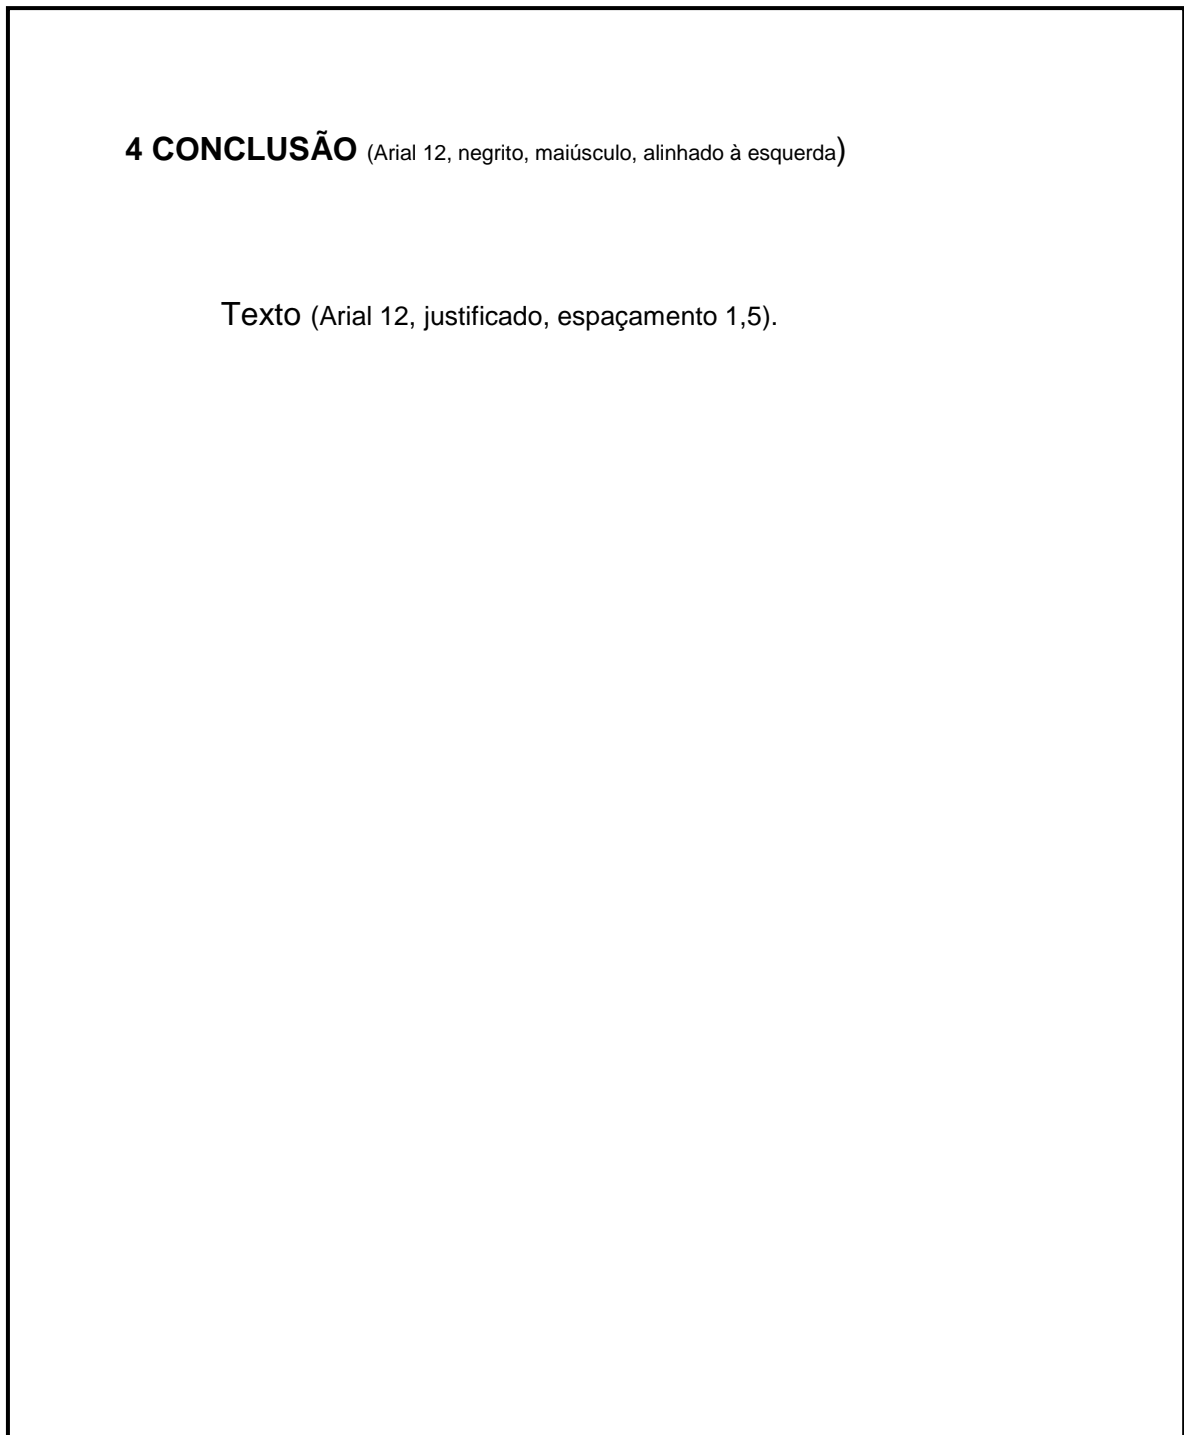 4 CONCLUSÃO (Arial 12, negrito, maiúsculo, alinhado à esquerda)
Texto (Arial 12, justificado, espaçamento 1,5).